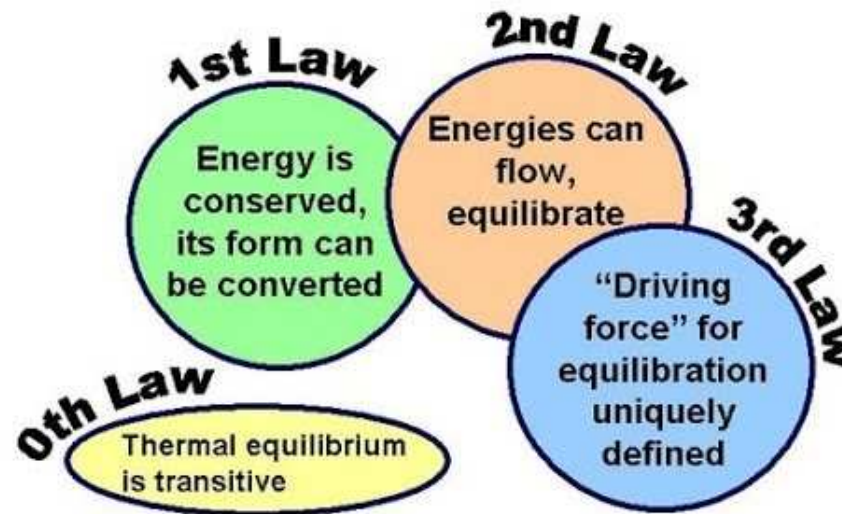 1st Law
Energy is
conserved,
its form can
be converted
2nd Law
Energies can
flow,
equilibrate
3rd Law
“Driving
force” for
equilibration
uniquely
defined
0th Law
Thermal equilibrium
is transitive